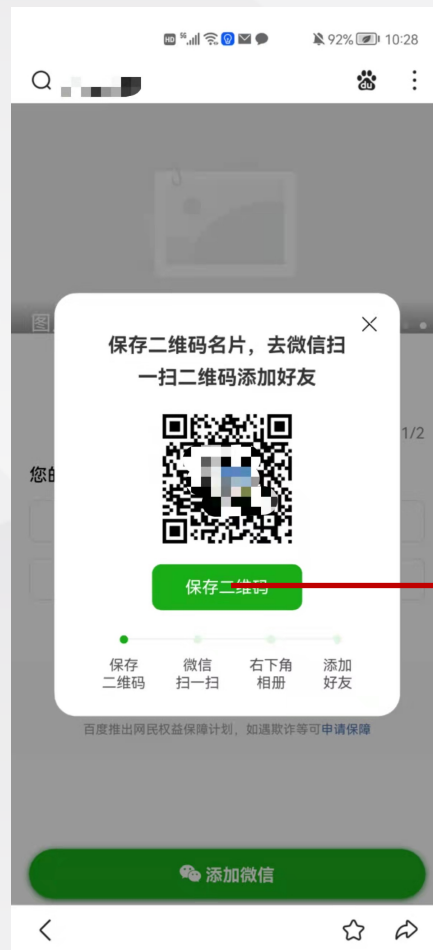 HD 5G 92% 10:28
du
图
保存二维码名片，去微信扫
一扫二维码添加好友
1/2
您的
保存二维码
保存
二维码
微信
扫一扫
右下角
相册
添加
好友
百度推出网民权益保障计划，如遇欺诈等可申请保障
添加微信